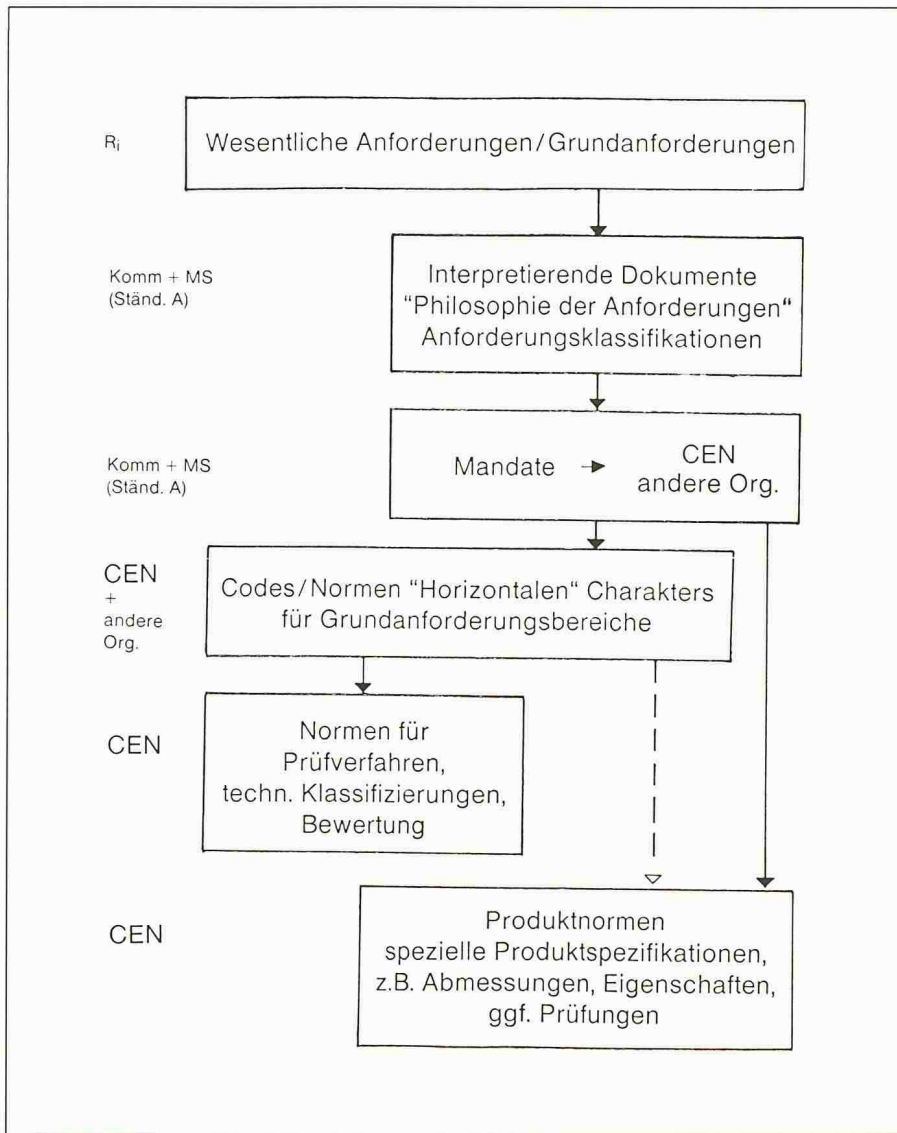 Ri
Wesentliche Anforderungen/Grundanforderungen
Komm + MS
(Ständ. A)
Interpretierende Dokumente
"Philosophie der Anforderungen“
Anforderungsklassifikationen
Komm + MS
(Ständ. A)
Mandate
CEN
andere Org.
CEN
+
andere
Org.
Codes/Normen "Horizontalen“ Charakters
für Grundanforderungsbereiche
CEN
Normen für
Prüfverfahren,
techn. Klassifizierungen,
Bewertung
CEN
Produktnormen
spezielle Produktspezifikationen,
z.B. Abmessungen, Eigenschaften,
ggf. Prüfungen